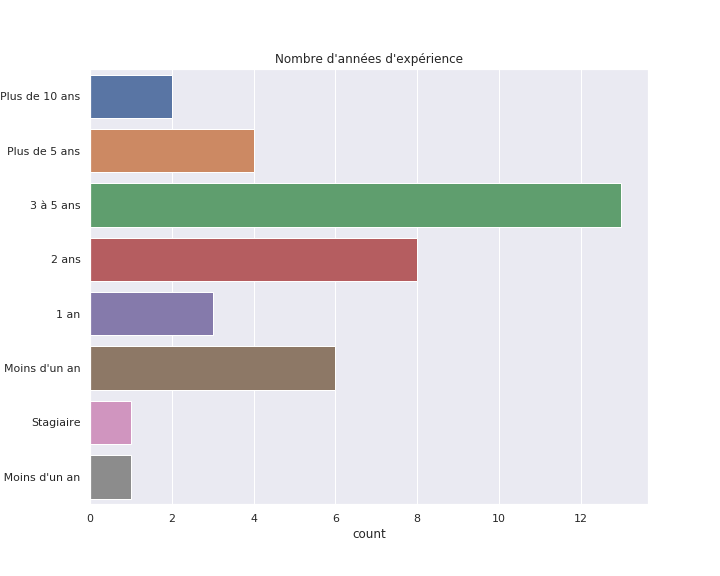 Nombre d'années d'expérience
Plus de 10 ans
Plus de 5 ans
3 à 5 ans
2 ans
1 an
Moins d'un an
Stagiaire
Moins d'un an
0 2 4 6 8 10 12
count